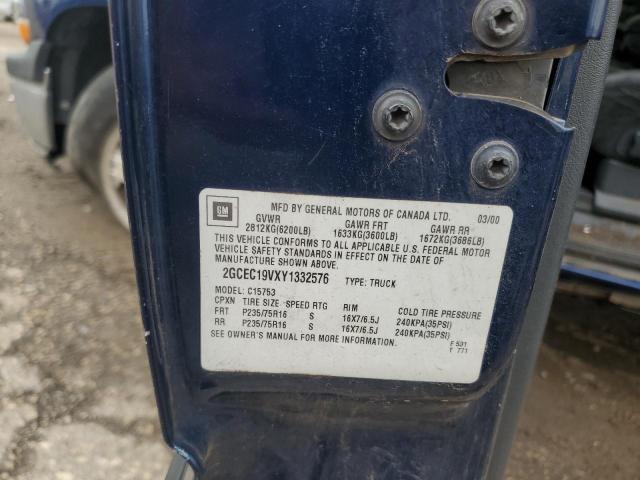 GM
MFD BY GENERAL MOTORS OF CANADA LTD. 03/00
GVWR GAWR FRT GAWR RR
2812KG(6200LB) 1633KG(3600LB) 1672KG(3686LB)
THIS VEHICLE CONFORMS TO ALL APPLICABLE U.S. FEDERAL MOTOR
VEHICLE SAFETY STANDARDS IN EFFECT ON THE DATE OF
MANUFACTURE SHOWN ABOVE.
2GCEC19VXY1332576 TYPE: TRUCK
MODEL: C15753
CPXN TIRE SIZE SPEED RTG RIM COLD TIRE PRESSURE
FRT P235/75R16 S 16X7/6.5J 240KPA(35PSI)
RR P235/75R16 S 16X7/6.5J 240KPA(35PSI)
SEE OWNER'S MANUAL FOR MORE INFORMATION.
F 531
T 771